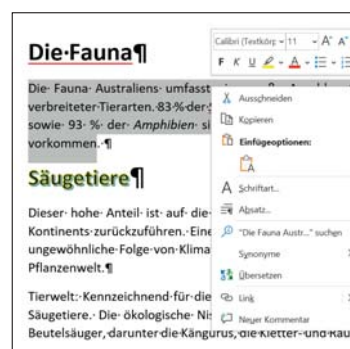 Die·Fauna¶
Calibri (Textkörp 11 A A
F K U A
Die· Fauna· Australiens· umfasst
verbreiteter·Tierarten.·83·%·der·
sowie· 93· %· der· Amphibien· si
vorkommen.·¶
Ausschneiden
Kopieren
Einfügeoptionen:
A
Schriftart...
Absatz...
"Die Fauna Austr..." suchen
Synonyme
Übersetzen
Link
Neuer Kommentar
Säugetiere¶
Dieser· hohe· Anteil· ist· auf· die·
Kontinents· zurückzuführen.· Eine
ungewöhnliche·Folge·von·Klima
Pflanzenwelt.¶
Tierwelt:·Kennzeichnend·für·die
Säugetiere.· Die· ökologische· Nis
Beutelsäuger,·darunter·die·Kängurus,·die·Kletter-·und·